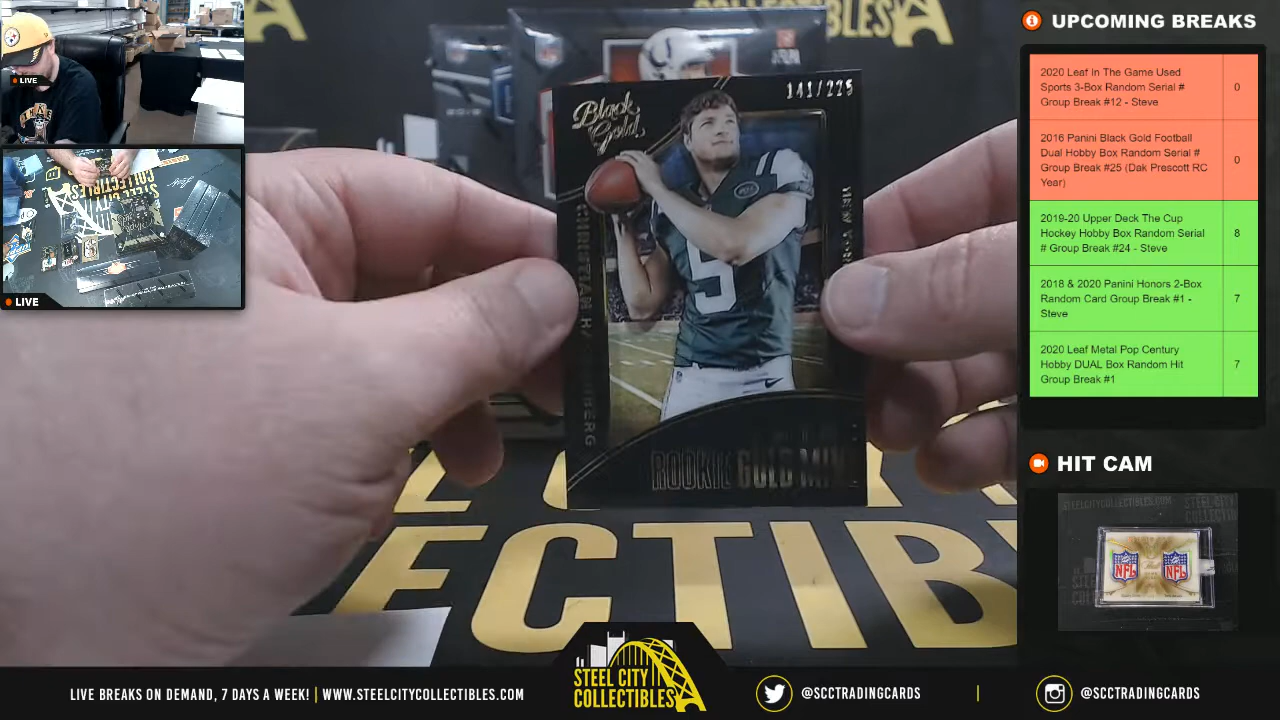 LIVE
LIVE
COLLECTIBLES
Black
Gold
141/225
5
ROOKIE GOLD MINE
ECTIB
UPCOMING BREAKS
2020 Leaf In The Game Used
Sports 3-Box Random Serial #
Group Break #12 - Steve
0
2016 Panini Black Gold Football
Dual Hobby Box Random Serial #
Group Break #25 (Dak Prescott RC
Year)
0
2019-20 Upper Deck The Cup
Hockey Hobby Box Random Serial
# Group Break #24 - Steve
8
2018 & 2020 Panini Honors 2-Box
Random Card Group Break #1 -
Steve
7
2020 Leaf Metal Pop Century
Hobby DUAL Box Random Hit
Group Break #1
7
HIT CAM
NFL NFL
LIVE BREAKS ON DEMAND, 7 DAYS A WEEK! | WWW.STEELCITYCOLLECTIBLES.COM
STEEL CITY
COLLECTIBLES
@SCCTRADINGCARDS
@SCCTRADINGCARDS